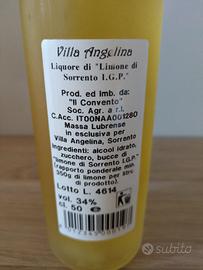 Villa Angelina
Liquore di "Limone di
Sorrento I.G.P."
Prod. ed Imb. da:
"Il Convento"
Soc. Agr. a r.l.
C.Acc. IT00NAA00128O
Massa Lubrense
in esclusiva per
Villa Angelina, Sorrento
Ingredienti: alcool idrato,
zucchero, bucce di
"limone di Sorrento I.G.P."
(rapporto ponderale min.
350g di limone per litro
di prodotto).
Lotto L. 4614
vol. 34%
cl. 50 e
subito